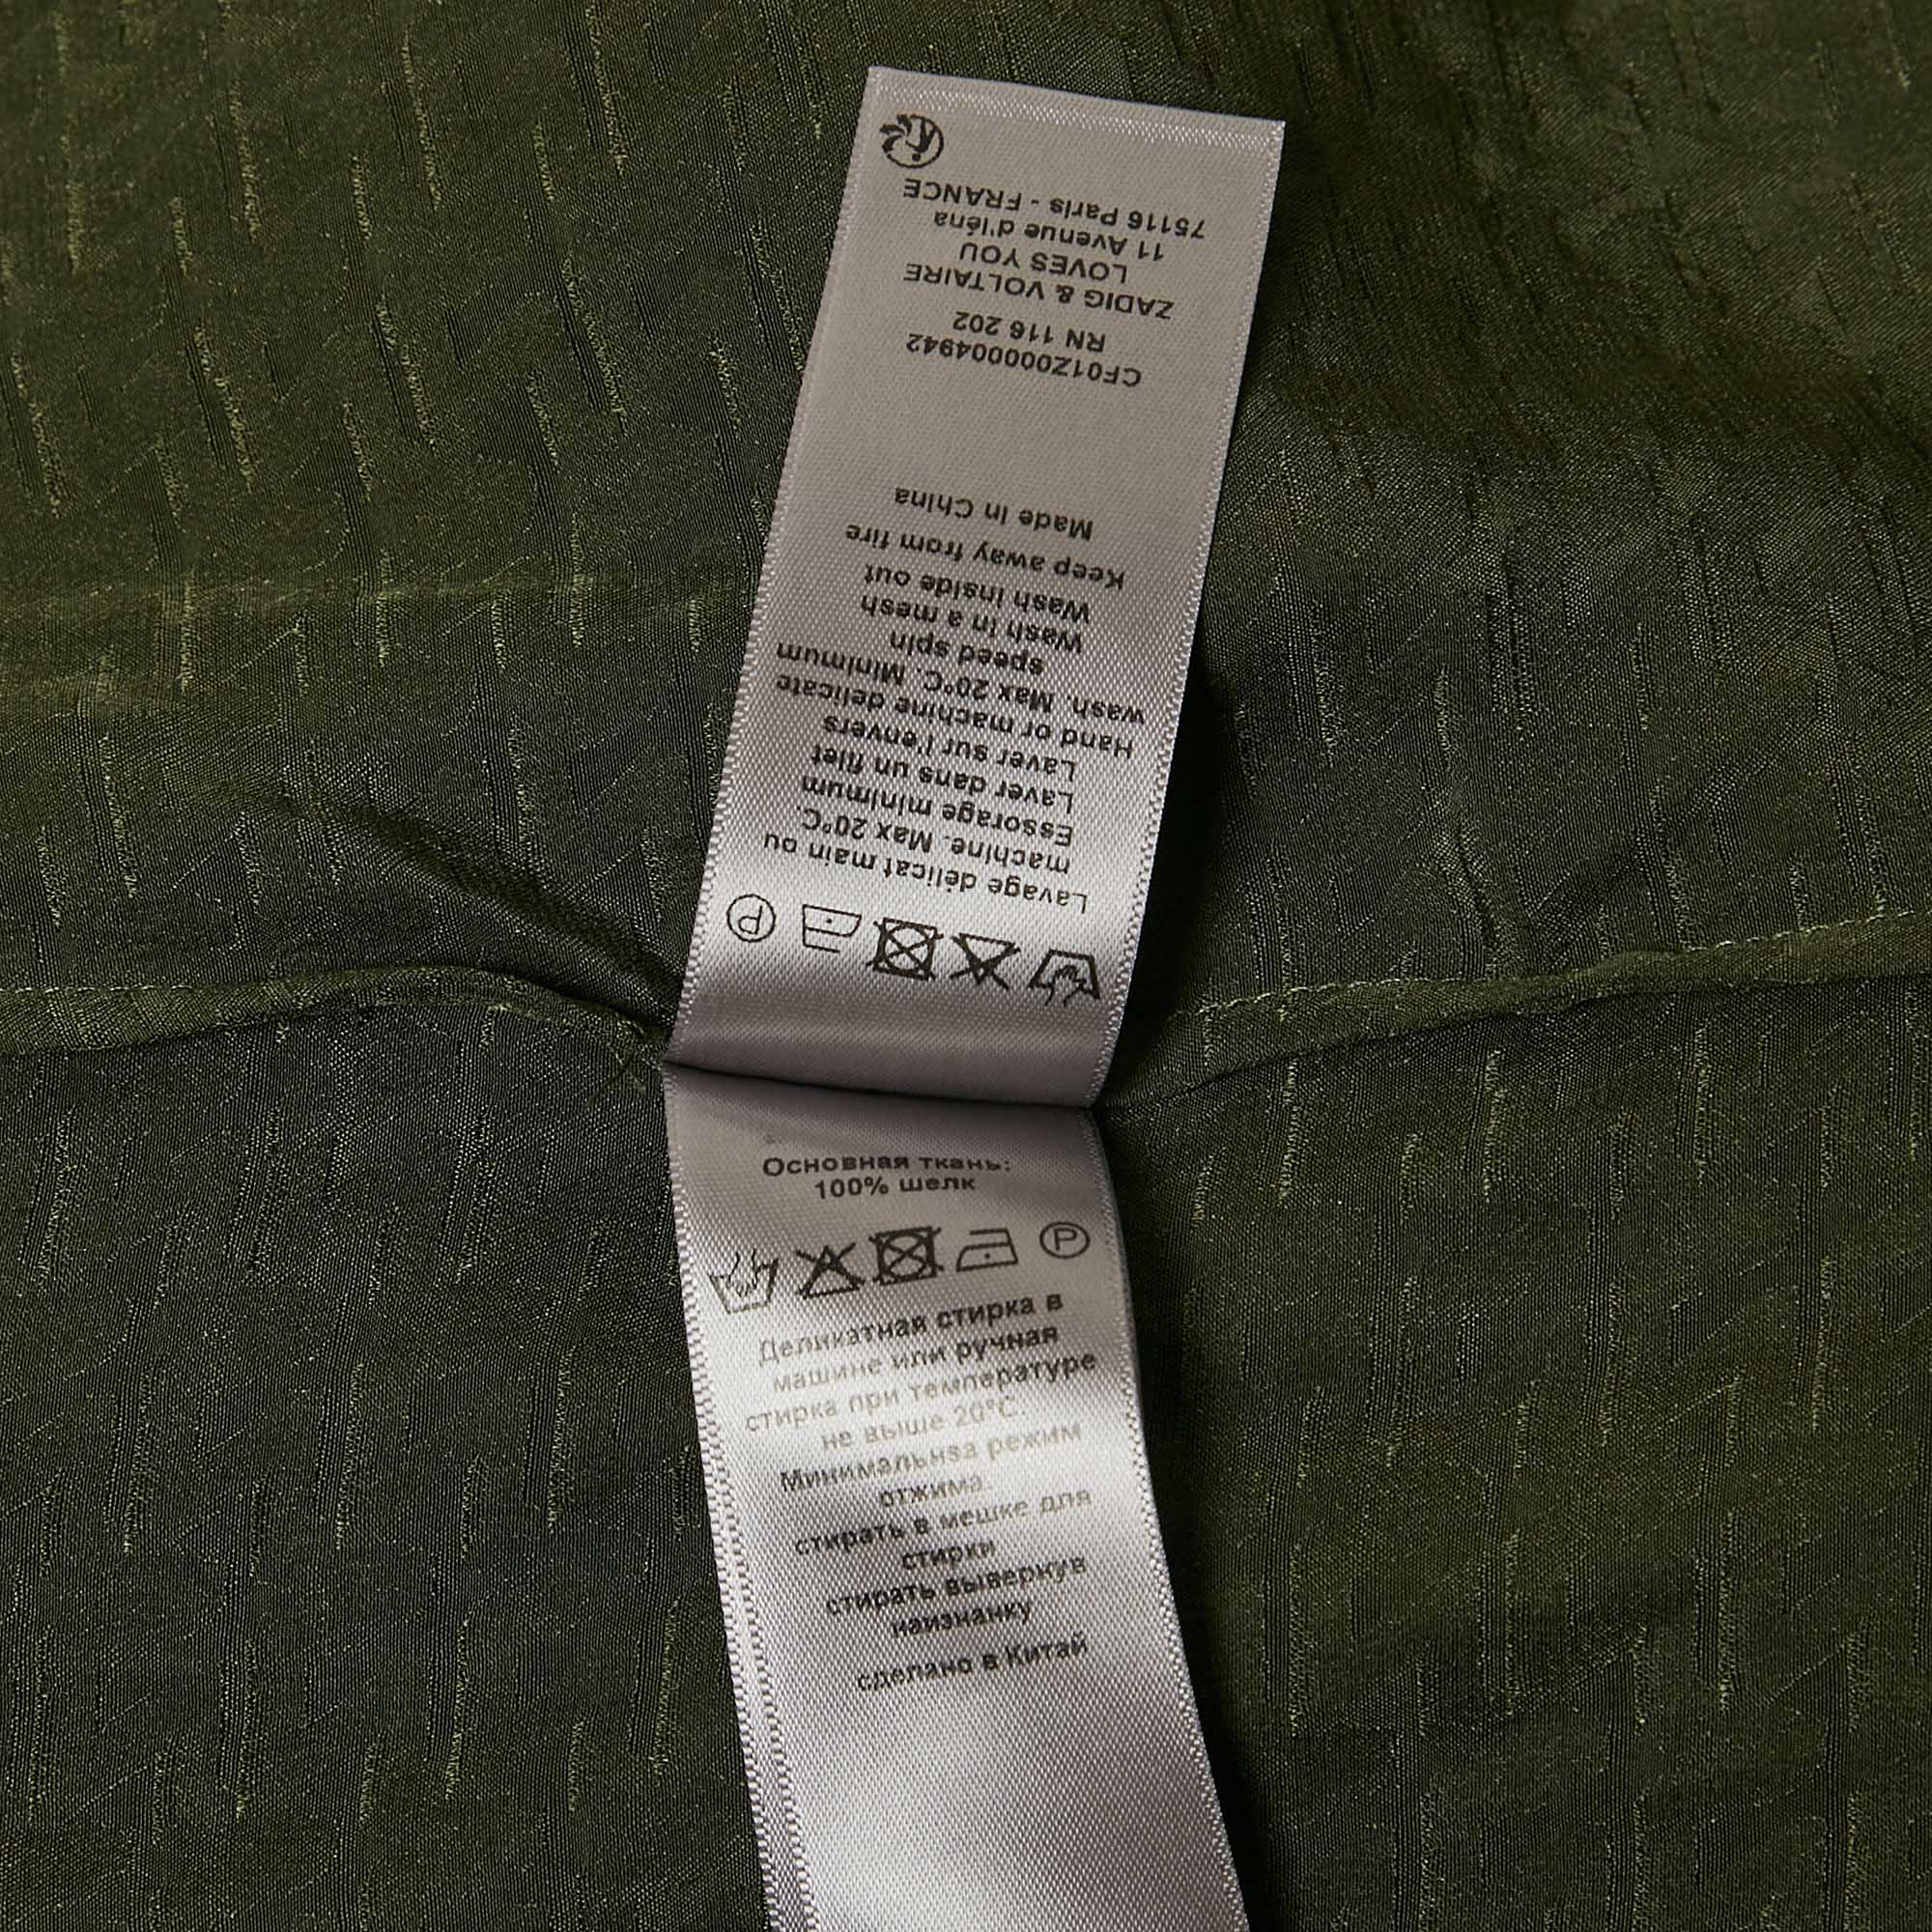 Lavage délicat main ou
machine. Max 20°C.
Essorage minimum
Laver dans un filet
Laver sur l'envers
Hand or machine delicate
wash. Max 20°C. Minimum
speed spin
Wash in a mesh
Wash inside out
Keep away from fire
Made in China
CF01Z000004942
RN 116 202
ZADIG & VOLTAIRE
LOVES YOU
11 Avenue d'Iéna
75116 Paris - FRANCE
Основная ткань:
100% шелк
P
P
Деликатная стирка в
машине или ручная
стирка при температуре
не выше 20°C.
Минимальнза режим
отжима.
стирать в мешке для
стирки
стирать вывернув
наизнанку
сделано в Китай